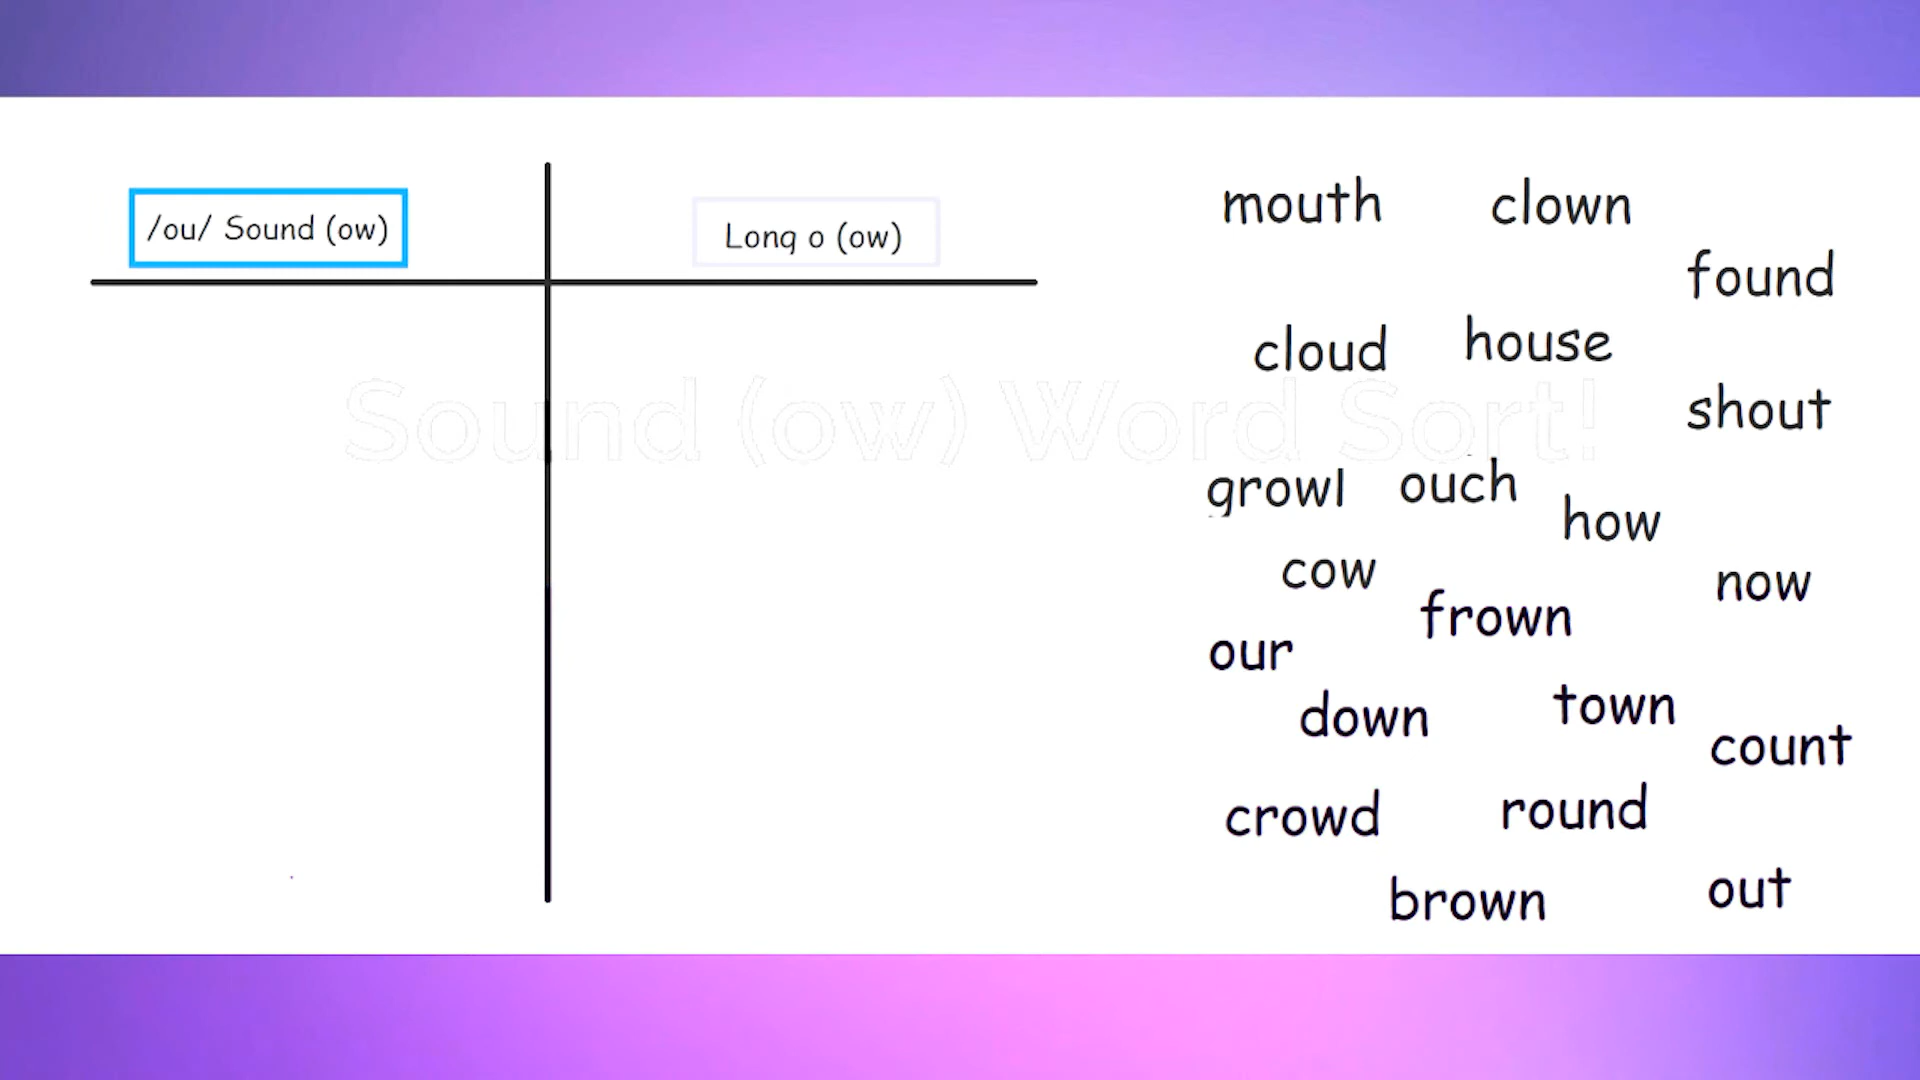 /ou/ Sound (ow)
Long o (ow)
Sound (ow) Word Sort!
mouth clown
found
cloud house
shout
growl ouch
how
cow
now
frown
our
down town
count
crowd round
brown out